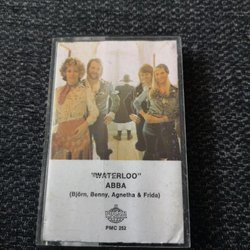 "WATERLOO"
ABBA
(Björn, Benny, Agnetha & Frida)
PMC 252